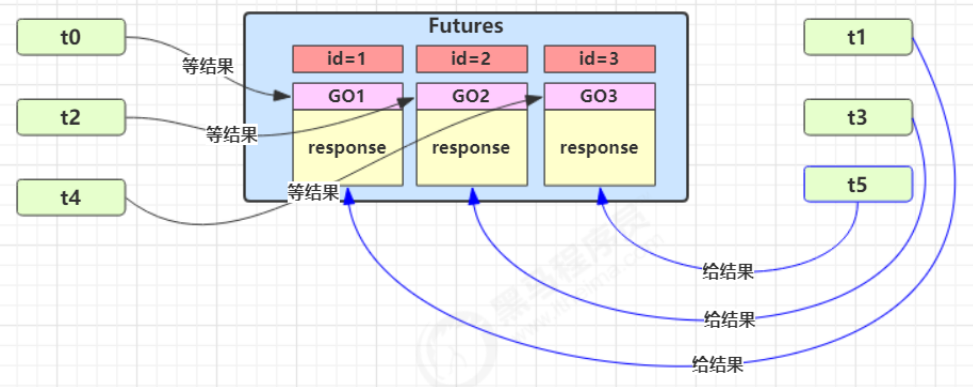 Futures
t0
t1
id=1
id=2
id=3
等结果
GO1
GO2
GO3
t2
t3
等结果
response
response
response
t4
t5
等结果
给结果
给结果
给结果